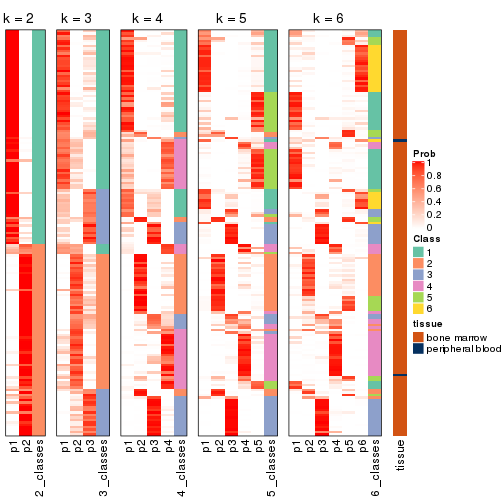 k = 2
k = 3
k = 4
k = 5
k = 6
Prob
1
0.8
0.6
0.4
0.2
0
Class
1
2
3
4
5
6
tissue
bone marrow
peripheral blood
p1
p2
2_classes
p1
p2
p3
3_classes
p1
p2
p3
p4
4_classes
p1
p2
p3
p4
p5
5_classes
p1
p2
p3
p4
p5
p6
6_classes
tissue